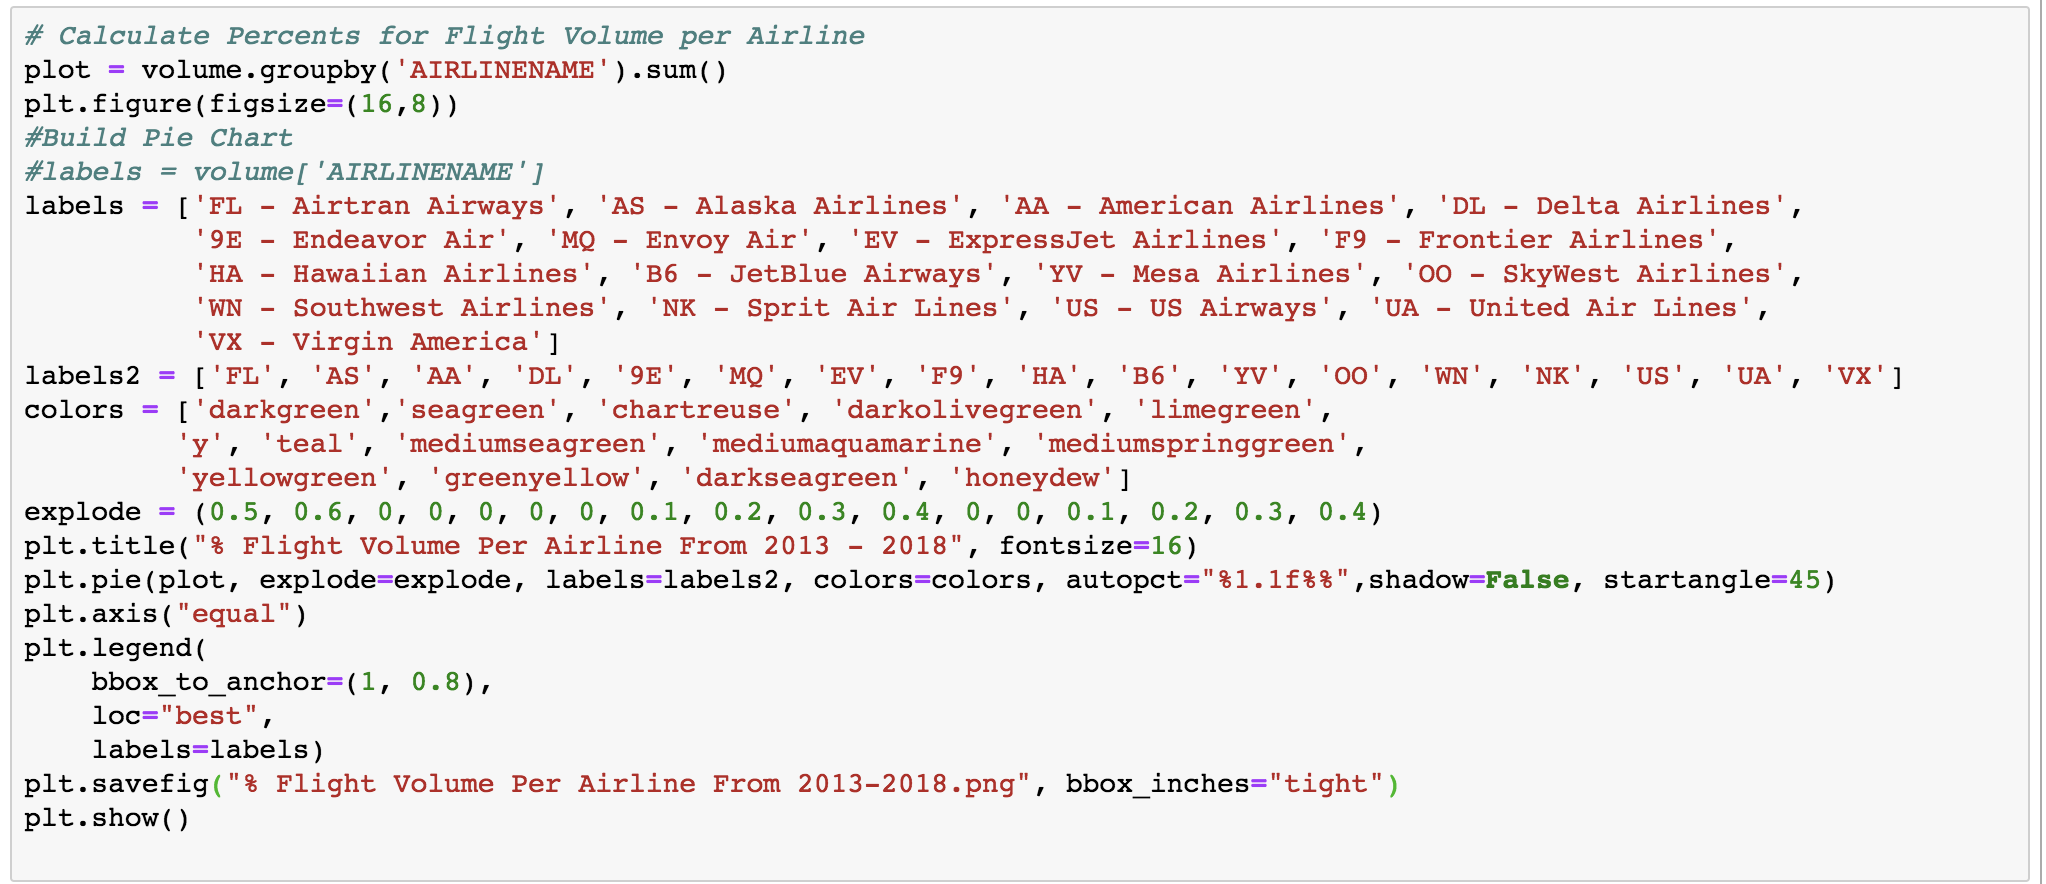 # Calculate Percents for Flight Volume per Airline
plot = volume.groupby('AIRLINENAME').sum()
plt.figure(figsize=(16,8))
#Build Pie Chart
#labels = volume['AIRLINENAME']
labels = ['FL - Airtran Airways', 'AS - Alaska Airlines', 'AA - American Airlines', 'DL - Delta Airlines',
          '9E - Endeavor Air', 'MQ - Envoy Air', 'EV - ExpressJet Airlines', 'F9 - Frontier Airlines',
          'HA - Hawaiian Airlines', 'B6 - JetBlue Airways', 'YV - Mesa Airlines', 'OO - SkyWest Airlines',
          'WN - Southwest Airlines', 'NK - Sprit Air Lines', 'US - US Airways', 'UA - United Air Lines',
          'VX - Virgin America']
labels2 = ['FL', 'AS', 'AA', 'DL', '9E', 'MQ', 'EV', 'F9', 'HA', 'B6', 'YV', 'OO', 'WN', 'NK', 'US', 'UA', 'VX']
colors = ['darkgreen','seagreen', 'chartreuse', 'darkolivegreen', 'limegreen',
         'y', 'teal', 'mediumseagreen', 'mediumaquamarine', 'mediumspringgreen',
         'yellowgreen', 'greenyellow', 'darkseagreen', 'honeydew']
explode = (0.5, 0.6, 0, 0, 0, 0, 0, 0.1, 0.2, 0.3, 0.4, 0, 0, 0.1, 0.2, 0.3, 0.4)
plt.title("% Flight Volume Per Airline From 2013 - 2018", fontsize=16)
plt.pie(plot, explode=explode, labels=labels2, colors=colors, autopct="%1.1f%%",shadow=False, startangle=45)
plt.axis("equal")
plt.legend(
    bbox_to_anchor=(1, 0.8),
    loc="best",
    labels=labels)
plt.savefig("% Flight Volume Per Airline From 2013-2018.png", bbox_inches="tight")
plt.show()